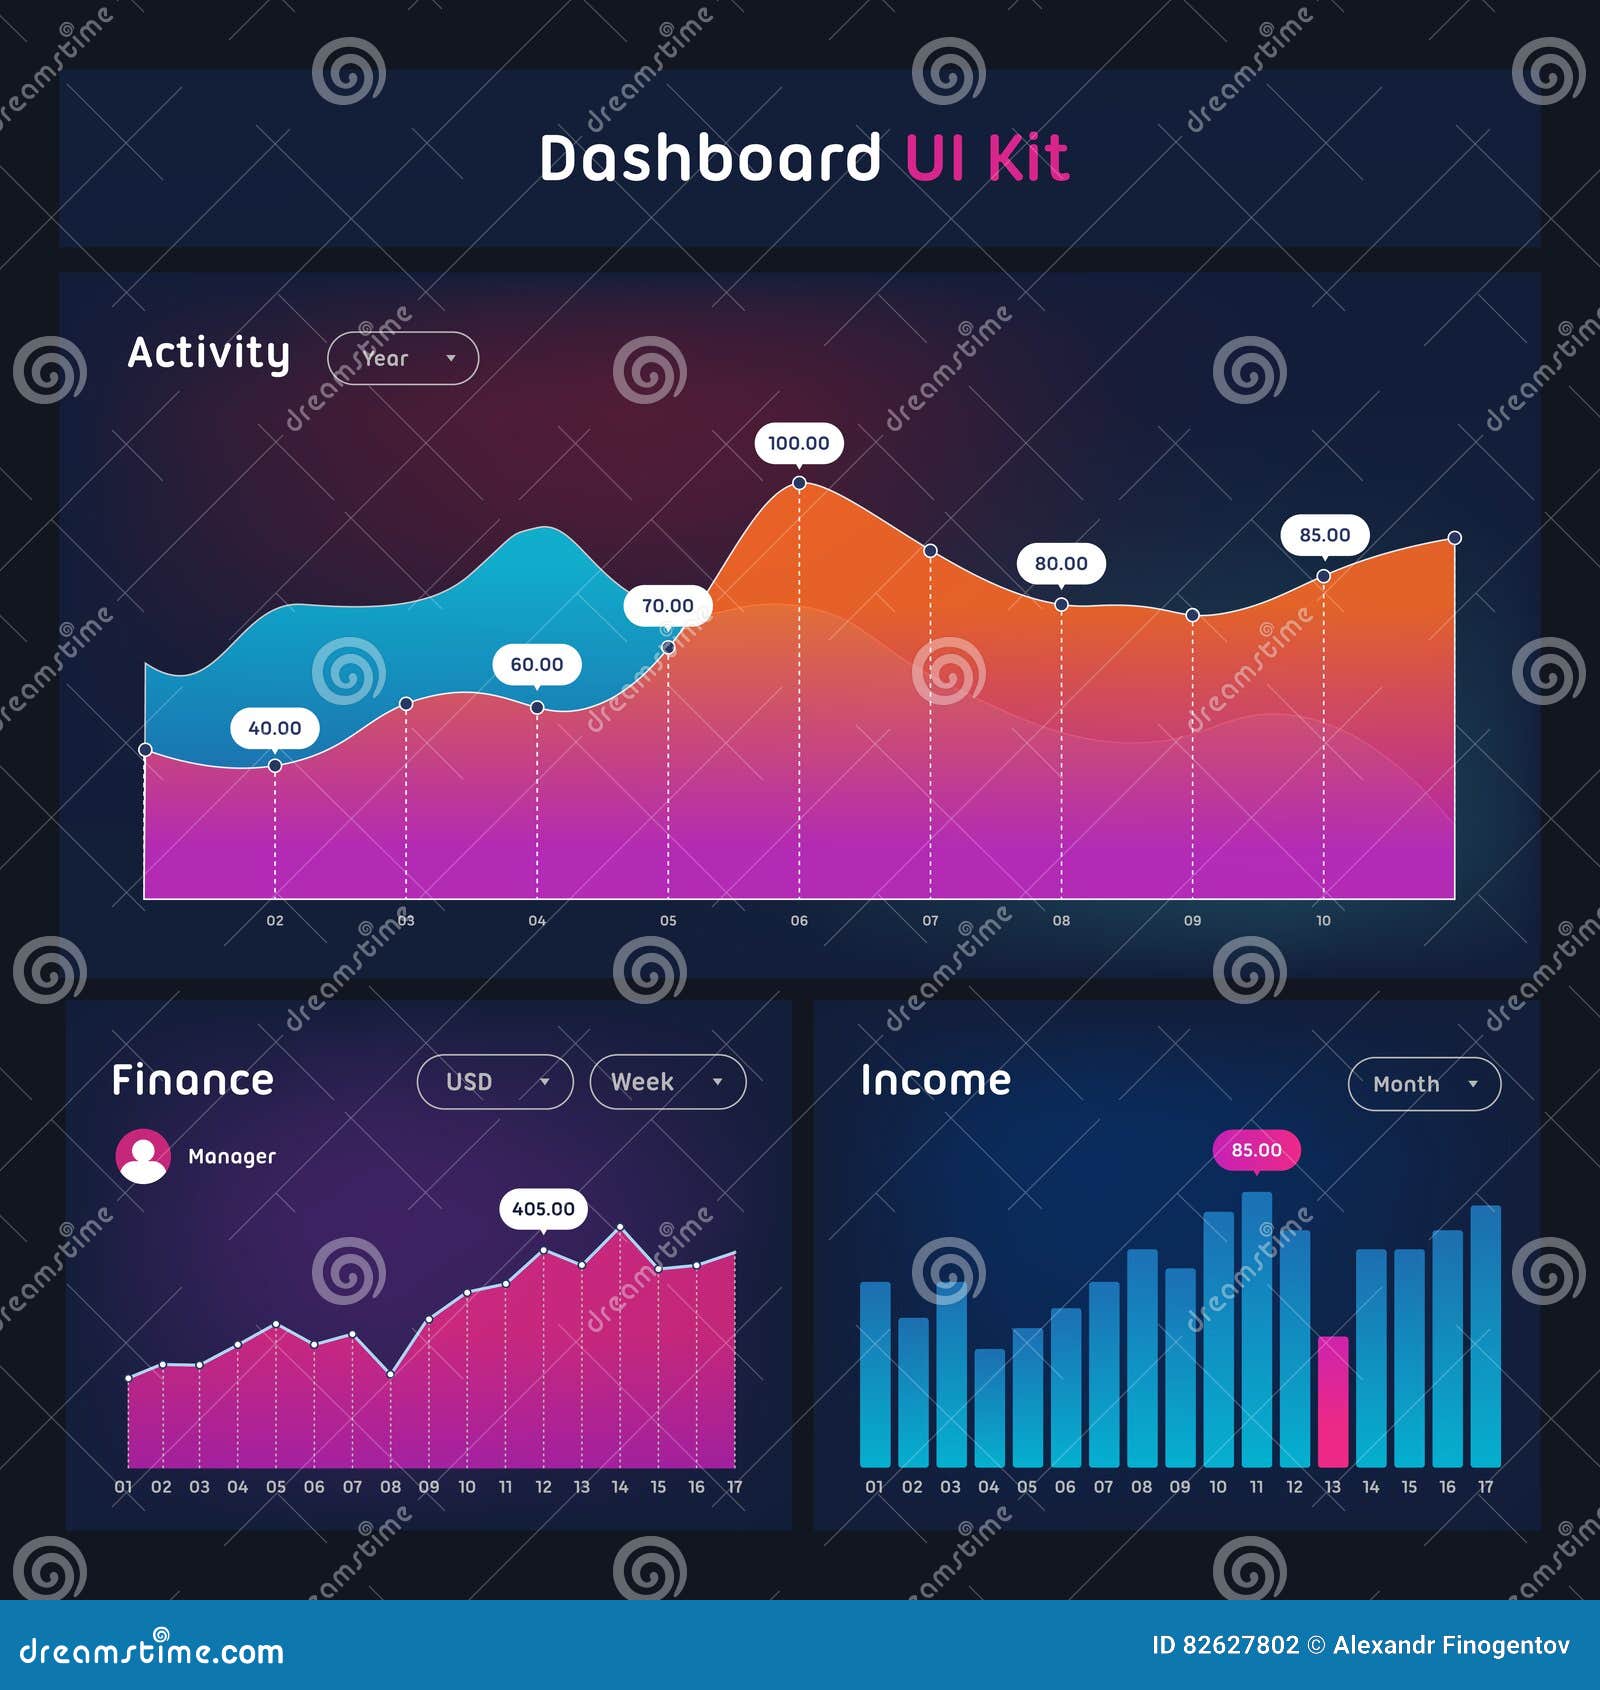 Dashboard UI Kit
Activity
Year
100.00
85.00
80.00
70.00
60.00
40.00
02 03 04 05 06 07 08 09 10
Finance
USD
Week
Manager
405.00
01 02 03 04 05 06 07 08 09 10 11 12 13 14 15 16 17
Income
Month
85.00
01 02 03 04 05 06 07 08 09 10 11 12 13 14 15 16 17
dreamstime
dreamstime.com
ID 82627802 © Alexandr Finogentov